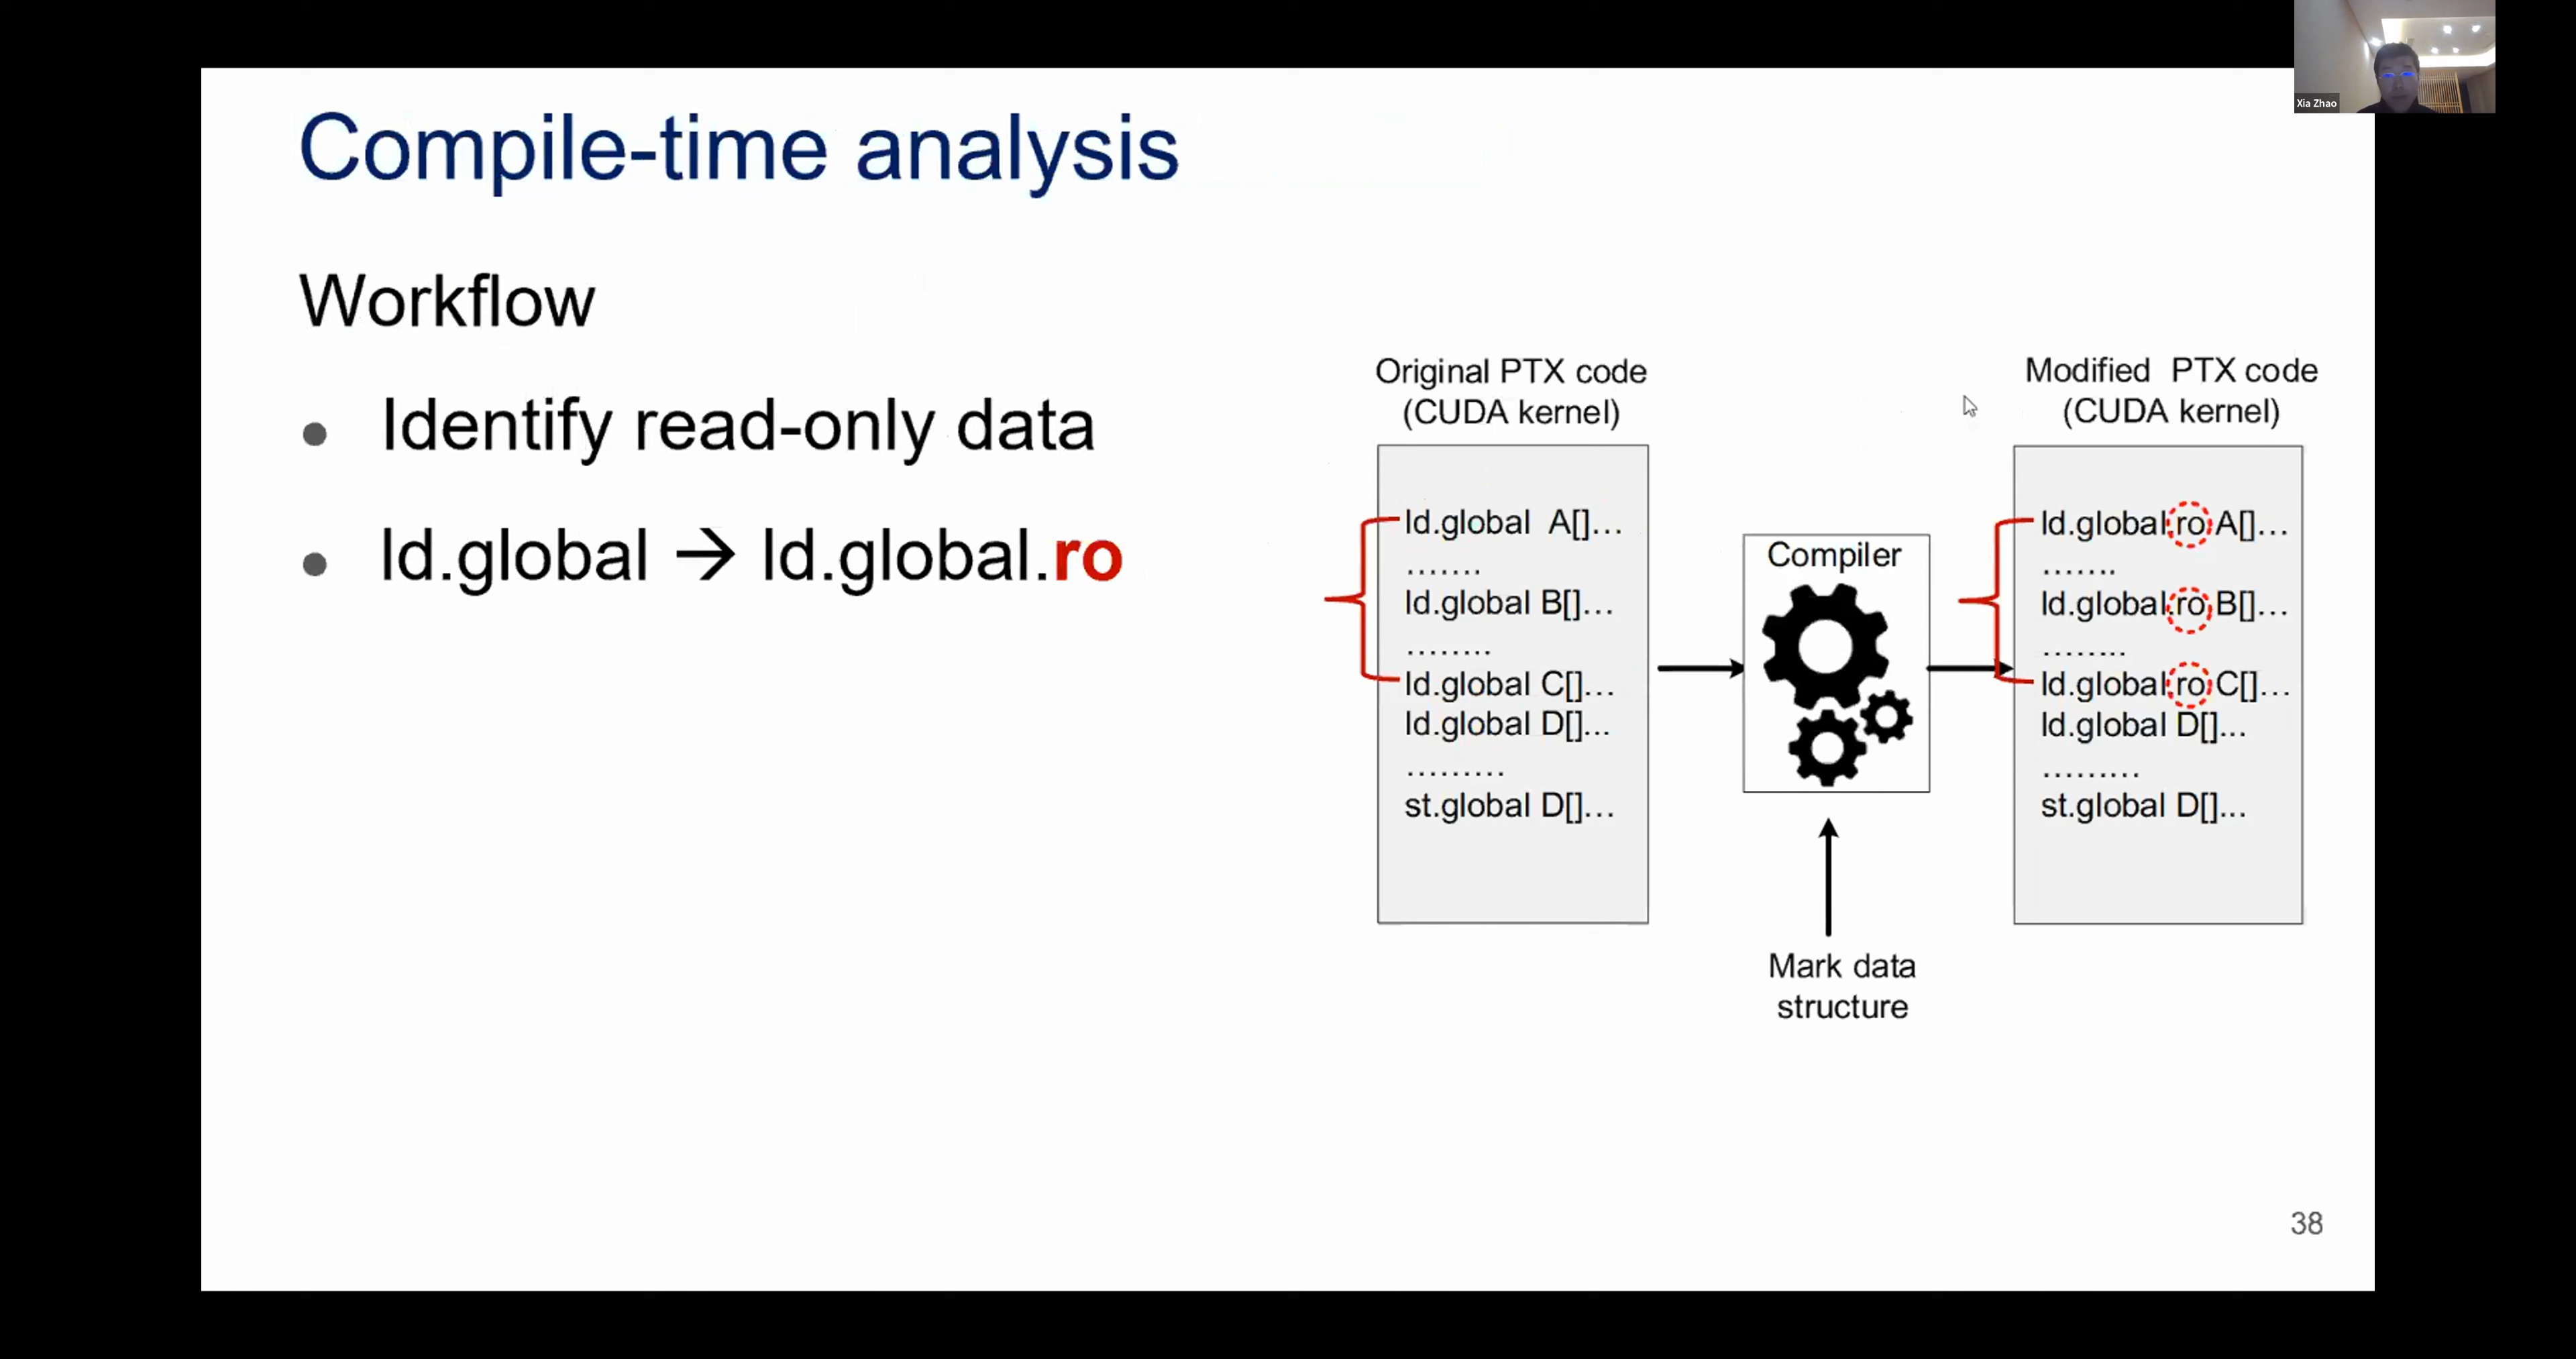 Xia Zhao
Compile-time analysis
Workflow
• Identify read-only data
• ld.global → ld.global.ro
Original PTX code
(CUDA kernel)
ld.global A[]...
.......
ld.global B[]...
........
ld.global C[]...
ld.global D[]...
.........
st.global D[]...
Compiler
Mark data
structure
Modified PTX code
(CUDA kernel)
ld.global.ro A[]...
.......
ld.global.ro B[]...
........
ld.global.ro C[]...
ld.global D[]...
.........
st.global D[]...
38